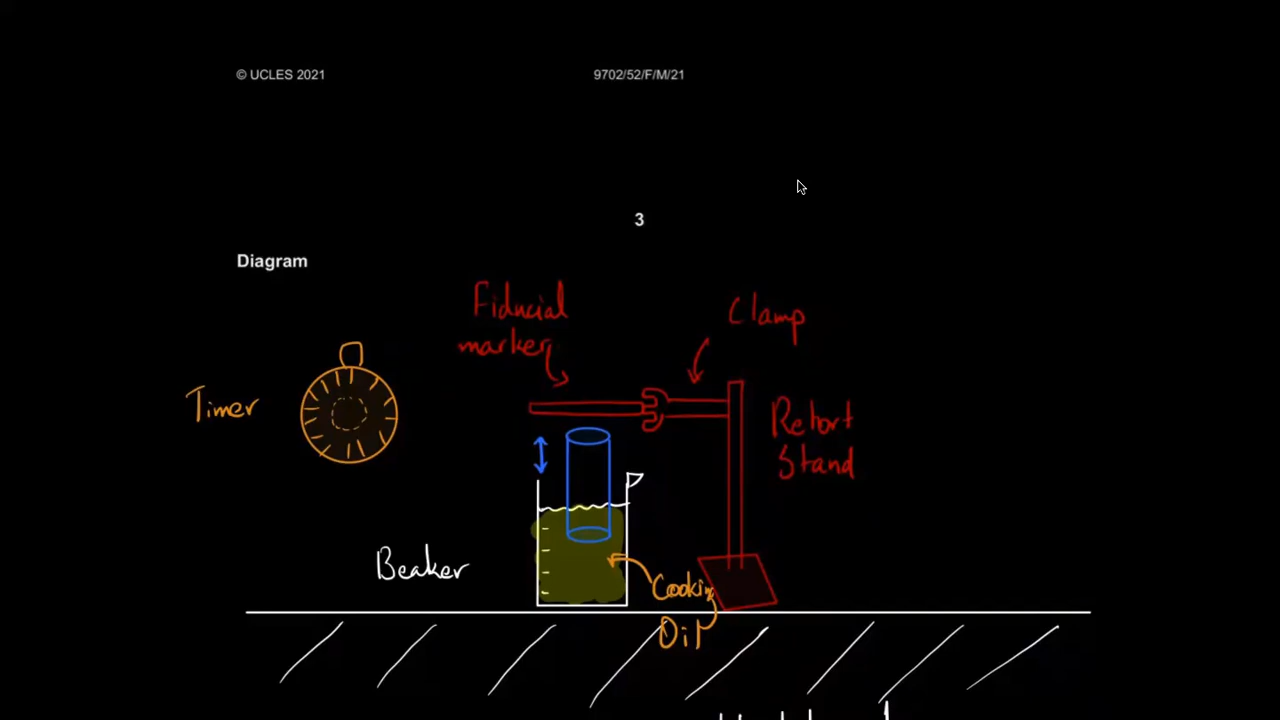 © UCLES 2021
9702/52/F/M/21
3
Diagram
Fiducial
marker
Clamp
Timer
Retort
Stand
Beaker
Cooking
Oil